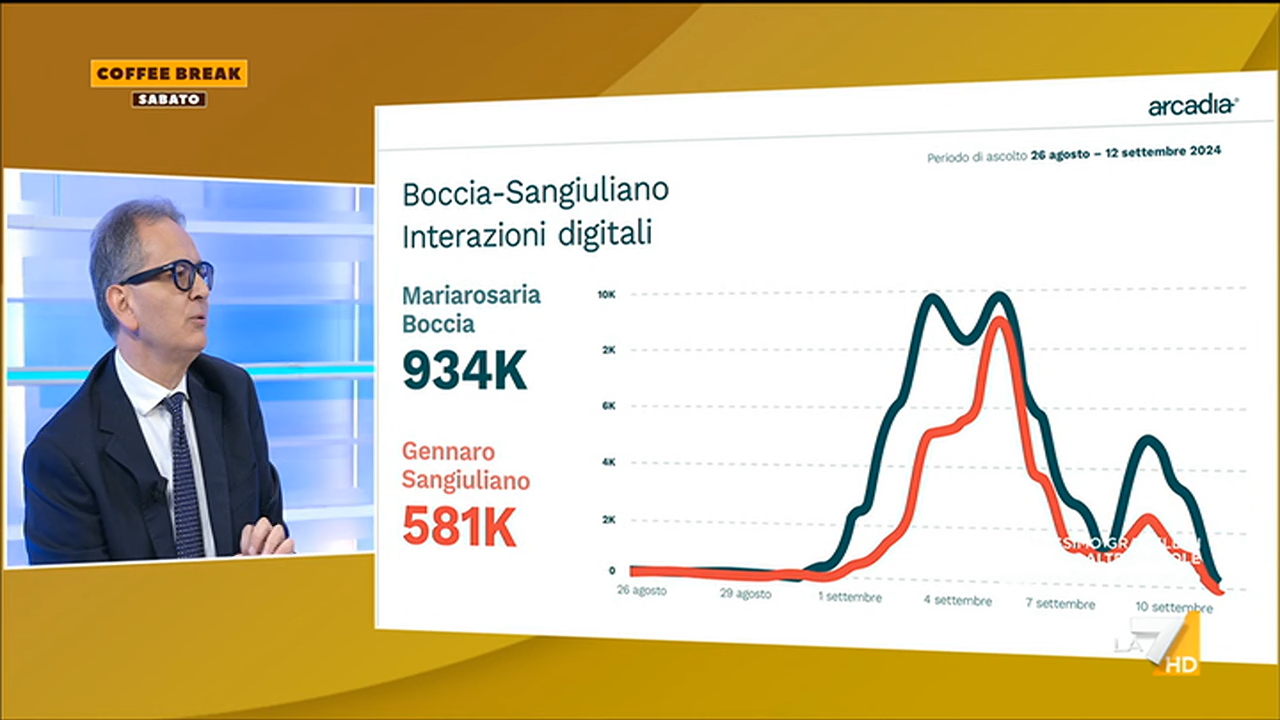 COFFEE BREAK
SABATO
arcadia
Periodo di ascolto 26 agosto – 12 settembre 2024
Boccia-Sangiuliano
Interazioni digitali
Mariarosaria
Boccia
934K
Gennaro
Sangiuliano
581K
10K
2K
6K
4K
2K
0
26 agosto
29 agosto
1 settembre
4 settembre
7 settembre
10 settembre
LA7
HD